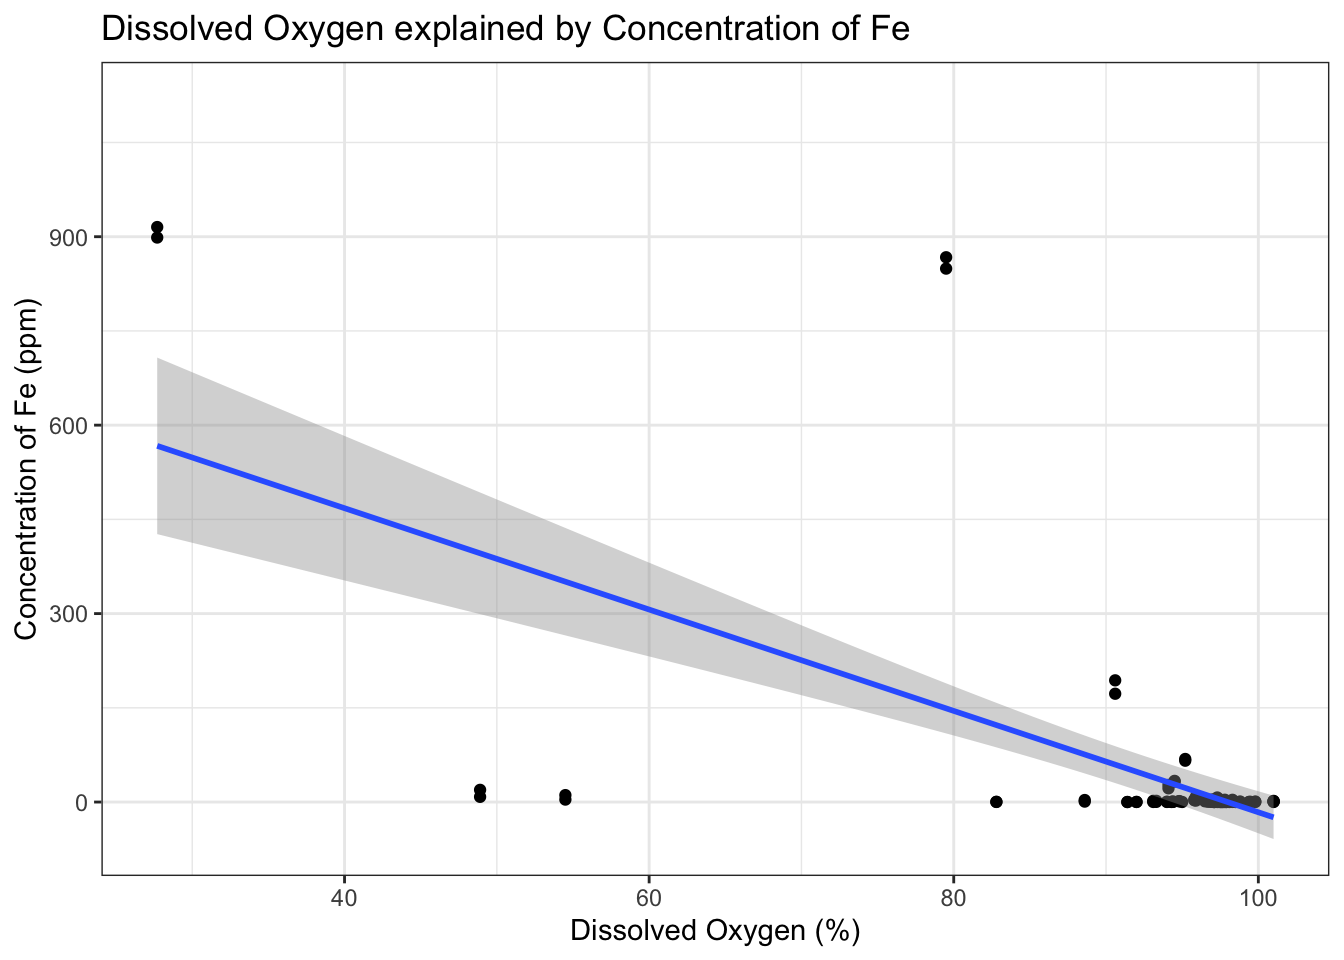 Dissolved Oxygen explained by Concentration of Fe
Concentration of Fe (ppm)
900
600
300
0
40 60 80 100
Dissolved Oxygen (%)